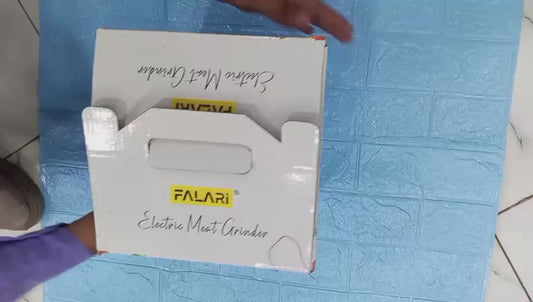 Electric Meat Grinder
FALARI
FALARI®
Electric Meat Grinder